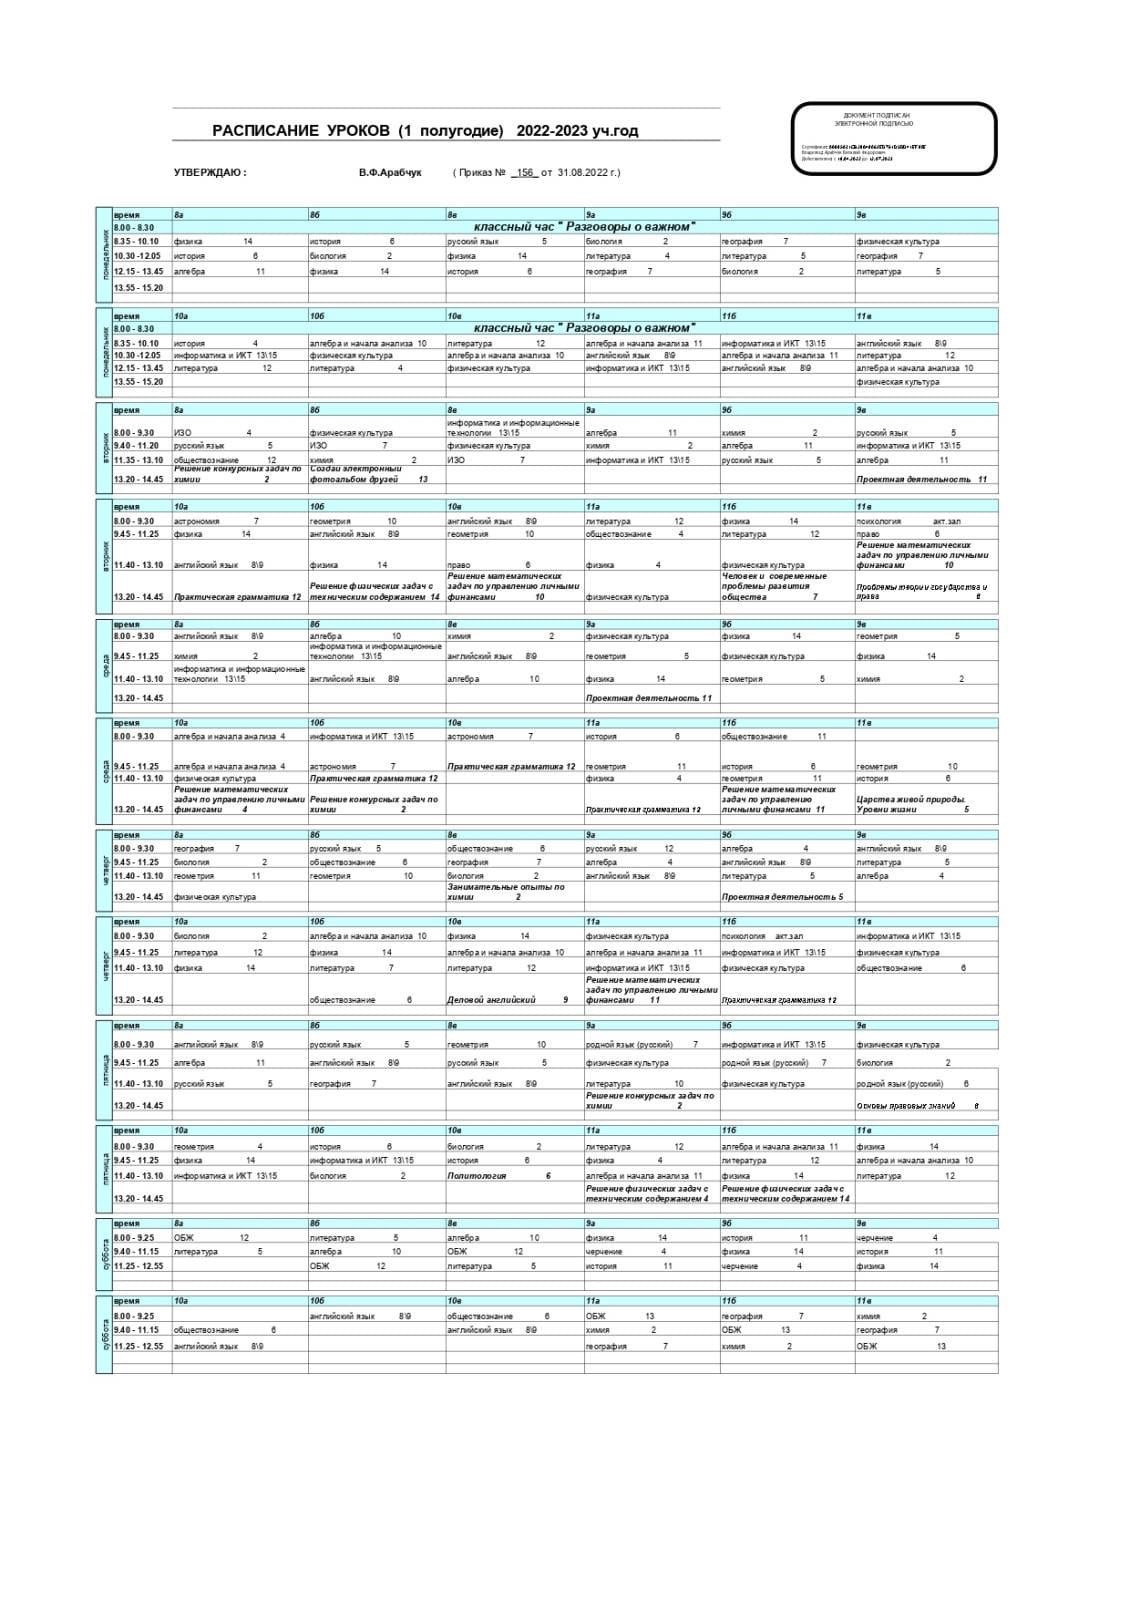 РАСПИСАНИЕ УРОКОВ (1 полугодие) 2022-2023 уч.год
ДОКУМЕНТ ПОДПИСАН
ЭЛЕКТРОННОЙ ПОДПИСЬЮ
УТВЕРЖДАЮ : В.Ф.Арабчук ( Приказ № _156_ от 31.08.2022 г.)
понедельник
время 8а 8б 8в 9а 9б 9в
8.00 - 8.30 классный час " Разговоры о важном"
8.35 - 10.10 физика 14 история 6 русский язык 5 биология 2 география 7 физическая культура
10.30 -12.05 история 6 биология 2 физика 14 литература 4 литература 5 география 7
12.15 - 13.45 алгебра 11 физика 14 история 6 география 7 биология 2 литература 5
13.55 - 15.20
понедельник
время 10а 10б 10в 11а 11б 11в
8.00 - 8.30 классный час " Разговоры о важном"
8.35 - 10.10 история 4 алгебра и начала анализа 10 литература 12 алгебра и начала анализа 11 информатика и ИКТ 13\15 английский язык 8\9
10.30 -12.05 информатика и ИКТ 13\15 физическая культура алгебра и начала анализа 10 английский язык 8\9 алгебра и начала анализа 11 литература 12
12.15 - 13.45 литература 12 литература 4 физическая культура информатика и ИКТ 13\15 английский язык 8\9 алгебра и начала анализа 10
13.55 - 15.20 физическая культура
вторник
время 8а 8б 8в 9а 9б 9в
информатика и информационные
8.00 - 9.30 ИЗО 4 физическая культура технологии 13\15 алгебра 11 химия 2 русский язык 5
9.40 - 11.20 русский язык 5 ИЗО 7 физическая культура химия 2 алгебра 11 информатика и ИКТ 13\15
11.35 - 13.10 обществознание 12 химия 2 ИЗО 7 информатика и ИКТ 13\15 русский язык 5 алгебра 11
Решение конкурсных задач по Создай электронный
13.20 - 14.45 химии 2 фотоальбом друзей 13 Проектная деятельность 11
вторник
время 10а 10б 10в 11а 11б 11в
8.00 - 9.30 астрономия 7 геометрия 10 английский язык 8\9 литература 12 физика 14 психология акт.зал
9.45 - 11.25 физика 14 английский язык 8\9 геометрия 10 обществознание 4 литература 12 право 6
Решение математических
задач по управлению личными
11.40 - 13.10 английский язык 8\9 физика 14 право 6 физика 4 физическая культура финансами 10
Решение математических Человек и современные
Решение физических задач с задач по управлению личными проблемы развития Проблемы теории государства и
13.20 - 14.45 Практическая грамматика 12 техническим содержанием 14 финансами 10 физическая культура общества 7 права 6
среда
время 8а 8б 8в 9а 9б 9в
8.00 - 9.30 английский язык 8\9 алгебра 10 химия 2 физическая культура физика 14 геометрия 5
информатика и информационные
9.45 - 11.25 химия 2 технологии 13\15 английский язык 8\9 геометрия 5 физическая культура физика 14
информатика и информационные
11.40 - 13.10 технологии 13\15 английский язык 8\9 алгебра 10 физика 14 геометрия 5 химия 2
13.20 - 14.45 Проектная деятельность 11
среда
время 10а 10б 10в 11а 11б 11в
8.00 - 9.30 алгебра и начала анализа 4 информатика и ИКТ 13\15 астрономия 7 история 6 обществознание 11
9.45 - 11.25 алгебра и начала анализа 4 астрономия 7 Практическая грамматика 12 геометрия 11 история 6 геометрия 10
11.40 - 13.10 физическая культура Практическая грамматика 12 физика 4 геометрия 11 история 6
Решение математических Решение математических
задач по управлению личными Решение конкурсных задач по задач по управлению Царства живой природы.
13.20 - 14.45 финансами 4 химии 2 Практическая грамматика 12 личными финансами 11 Уровни жизни 5
четверг
время 8а 8б 8в 9а 9б 9в
8.00 - 9.30 география 7 русский язык 5 обществознание 6 русский язык 12 алгебра 4 английский язык 8\9
9.45 - 11.25 биология 2 обществознание 6 география 7 алгебра 4 английский язык 8\9 литература 5
11.40 - 13.10 геометрия 11 геометрия 10 биология 2 английский язык 8\9 литература 5 алгебра 4
Занимательные опыты по
13.20 - 14.45 физическая культура химии 2 Проектная деятельность 5
четверг
время 10а 10б 10в 11а 11б 11в
8.00 - 9.30 биология 2 алгебра и начала анализа 10 физика 14 физическая культура психология акт.зал информатика и ИКТ 13\15
9.45 - 11.25 литература 12 физика 14 алгебра и начала анализа 10 алгебра и начала анализа 11 информатика и ИКТ 13\15 физическая культура
11.40 - 13.10 физика 14 литература 7 литература 12 информатика и ИКТ 13\15 физическая культура обществознание 6
Решение математических
задач по управлению личными
13.20 - 14.45 обществознание 6 Деловой английский 9 финансами 11 Практическая грамматика 12
пятница
время 8а 8б 8в 9а 9б 9в
8.00 - 9.30 английский язык 8\9 русский язык 5 геометрия 10 родной язык (русский) 7 информатика и ИКТ 13\15 физическая культура
9.45 - 11.25 алгебра 11 английский язык 8\9 русский язык 5 физическая культура родной язык (русский) 7 биология 2
11.40 - 13.10 русский язык 5 география 7 английский язык 8\9 литература 10 физическая культура родной язык (русский) 6
Решение конкурсных задач по
13.20 - 14.45 химии 2 Основы правовых знаний 6
пятница
время 10а 10б 10в 11а 11б 11в
8.00 - 9.30 геометрия 4 история 6 биология 2 литература 12 алгебра и начала анализа 11 физика 14
9.45 - 11.25 физика 14 информатика и ИКТ 13\15 история 6 физика 4 литература 12 алгебра и начала анализа 10
11.40 - 13.10 информатика и ИКТ 13\15 биология 2 Политология 6 алгебра и начала анализа 11 физика 14 литература 12
Решение физических задач с Решение физических задач с
13.20 - 14.45 техническим содержанием 4 техническим содержанием 14
суббота
время 8а 8б 8в 9а 9б 9в
8.00 - 9.25 ОБЖ 12 литература 5 алгебра 10 физика 14 история 11 черчение 4
9.40 - 11.15 литература 5 алгебра 10 ОБЖ 12 черчение 4 физика 14 история 11
11.25 - 12.55 ОБЖ 12 литература 5 история 11 черчение 4 физика 14
суббота
время 10а 10б 10в 11а 11б 11в
8.00 - 9.25 английский язык 8\9 обществознание 6 ОБЖ 13 география 7 химия 2
9.40 - 11.15 обществознание 6 английский язык 8\9 химия 2 ОБЖ 13 география 7
11.25 - 12.55 английский язык 8\9 география 7 химия 2 ОБЖ 13